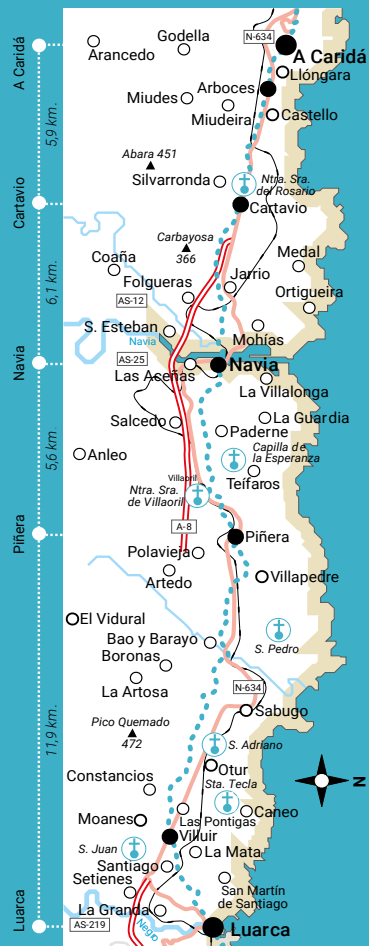 A Caridá
5,9 km.
Cartavio
6,1 km.
Navia
5,6 km.
Piñera
11,9 km.
Luarca
Godella
N-634
Arancedo
A Caridá
Llóngara
Arboces
Miudes
Miudeira
Castello
Abara 451
Silvarronda
Ntra. Sra.
del Rosario
Cartavio
Carbayosa
366
Medal
Coaña
Jarrio
Folgueras
Ortigueira
AS-12
S. Esteban
Navia
Mohías
AS-25
Navia
Las Aceñas
La Villalonga
Salcedo
La Guardia
Paderne
Capilla de
la Esperanza
Anleo
Teifaros
Villaoril
Ntra. Sra.
de Villaoril
A-8
Piñera
Polavieja
Artedo
Villapedre
El Vidural
Bao y Barayo
S. Pedro
Boronas
La Artosa
N-634
Sabugo
Pico Quemado
472
S. Adriano
Otur
Constancios
Sta. Tecla
Caneo
Moanes
Las Pontigas
Villuir
S. Juan
La Mata
Santiago
Setienes
San Martín
de Santiago
La Granda
AS-219
Negro
Luarca
N